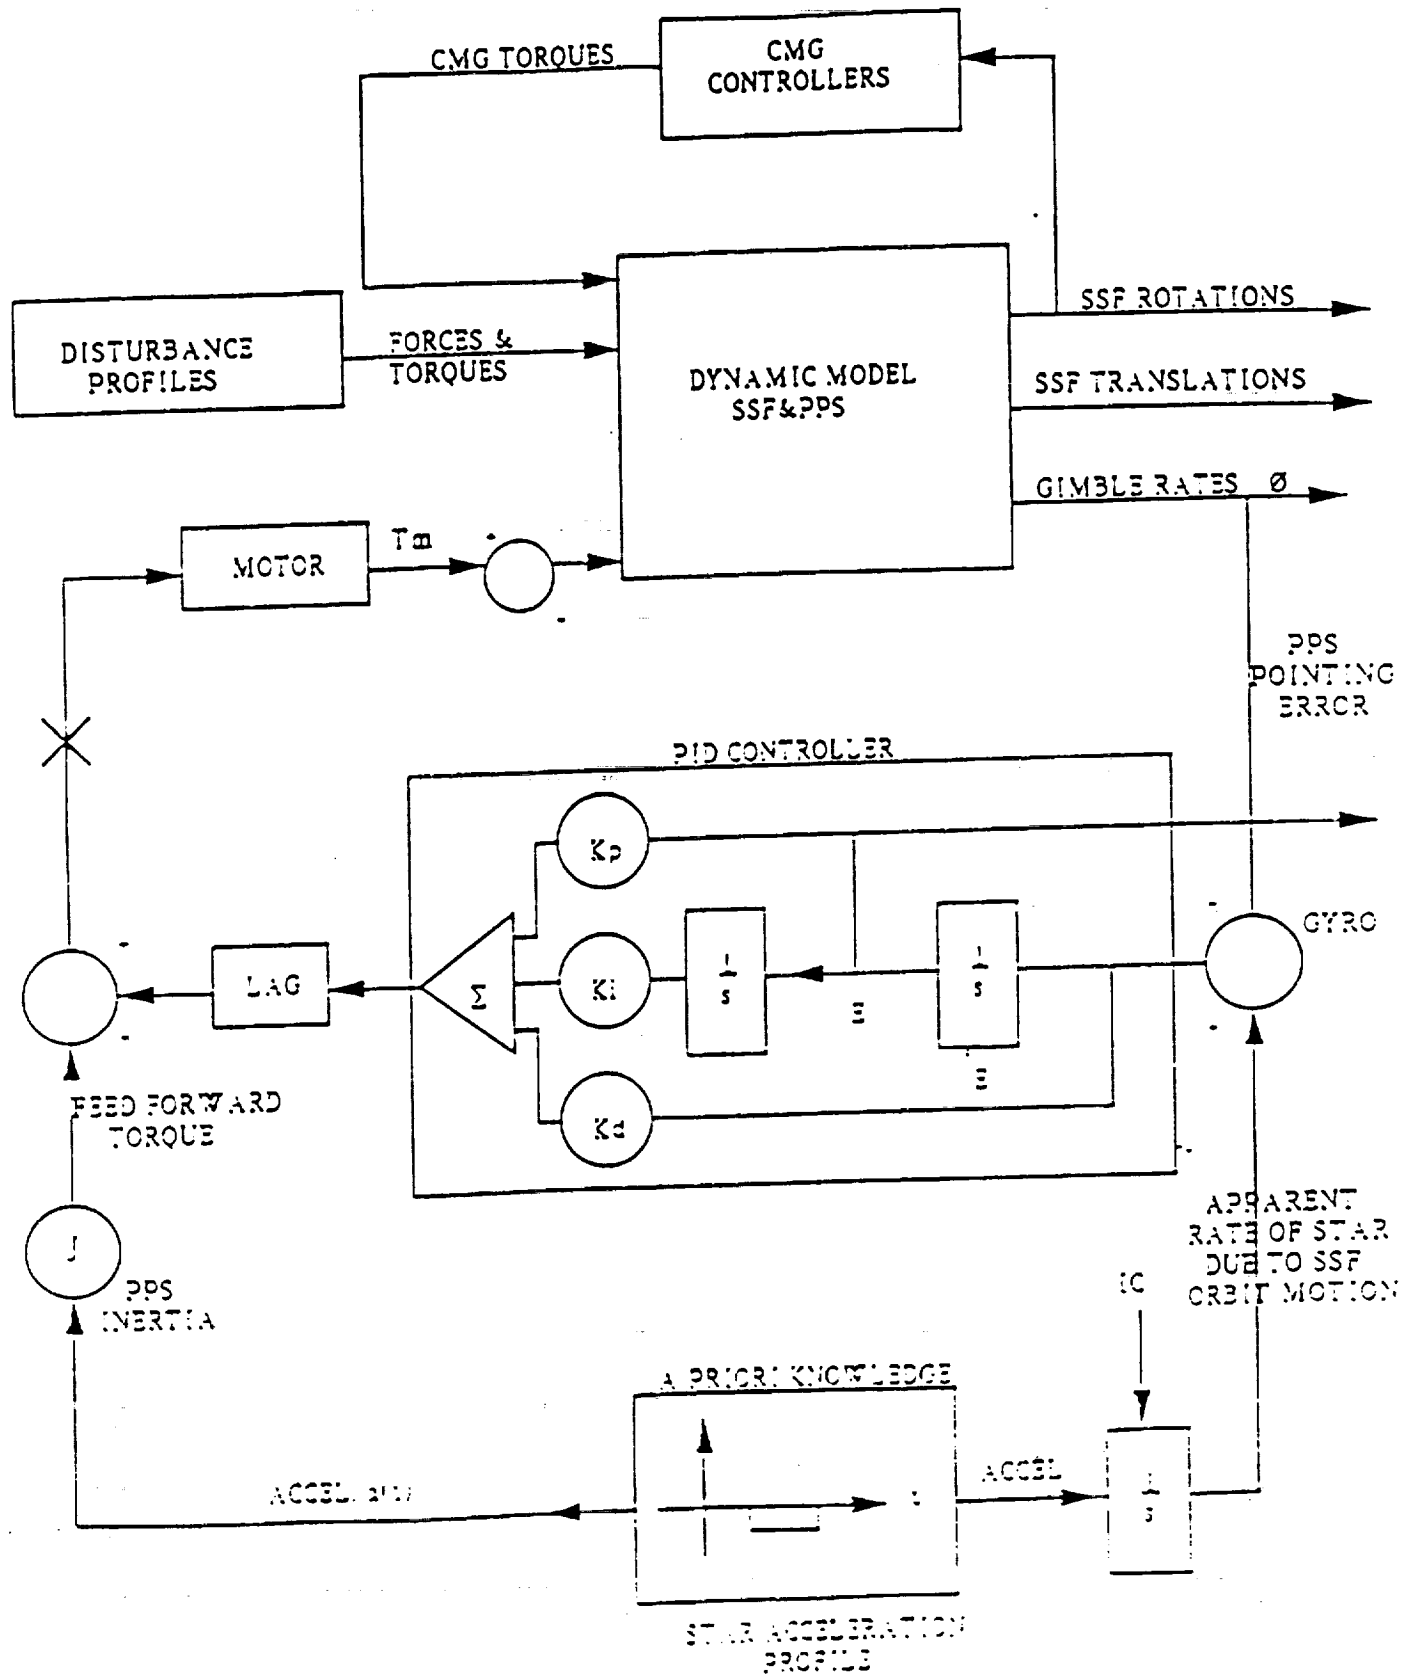 CMG TORQUES
CMG
CONTROLLERS
DISTURBANCE
PROFILES
FORCES &
TORQUES
DYNAMIC MODEL
SSF&PPS
SSF ROTATIONS
SSF TRANSLATIONS
GIMBLE RATES Ø
MOTOR
Tm
-
-
PPS
POINTING
ERROR
PID CONTROLLER
Kp
Ki
Kd
Σ
1
S
1
S
Ξ
Ξ
LAG
-
-
-
-
GYRO
FEED FORWARD
TORQUE
J
PPS
INERTIA
APPARENT
RATE OF STAR
DUE TO SSF
ORBIT MOTION
IC
A PRIORI KNOWLEDGE
ACCEL.
ACCEL
1
S
STAR ACCELERATION
PROFILE